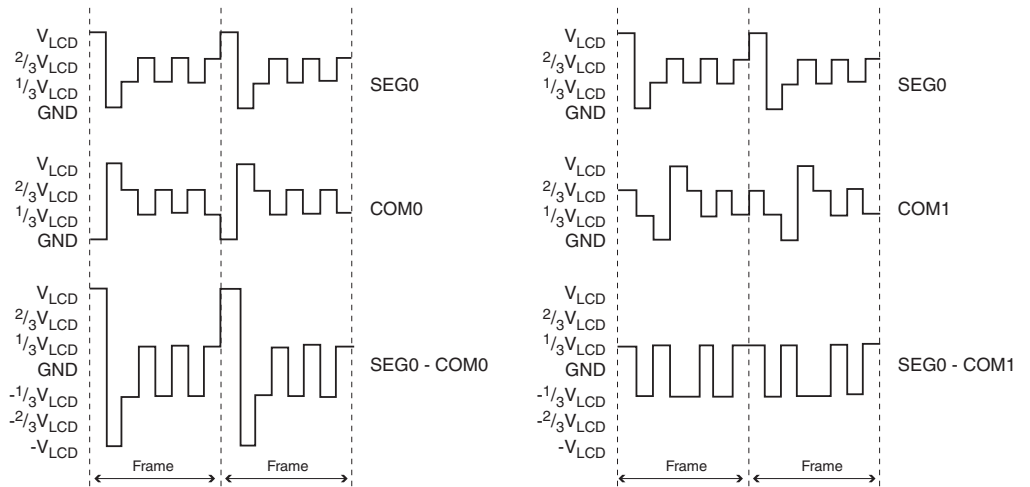 V_LCD
2/3V_LCD
1/3V_LCD
GND
SEG0
V_LCD
2/3V_LCD
1/3V_LCD
GND
COM0
V_LCD
2/3V_LCD
1/3V_LCD
GND
-1/3V_LCD
-2/3V_LCD
-V_LCD
SEG0 - COM0
Frame
Frame
V_LCD
2/3V_LCD
1/3V_LCD
GND
SEG0
V_LCD
2/3V_LCD
1/3V_LCD
GND
COM1
V_LCD
2/3V_LCD
1/3V_LCD
GND
-1/3V_LCD
-2/3V_LCD
-V_LCD
SEG0 - COM1
Frame
Frame